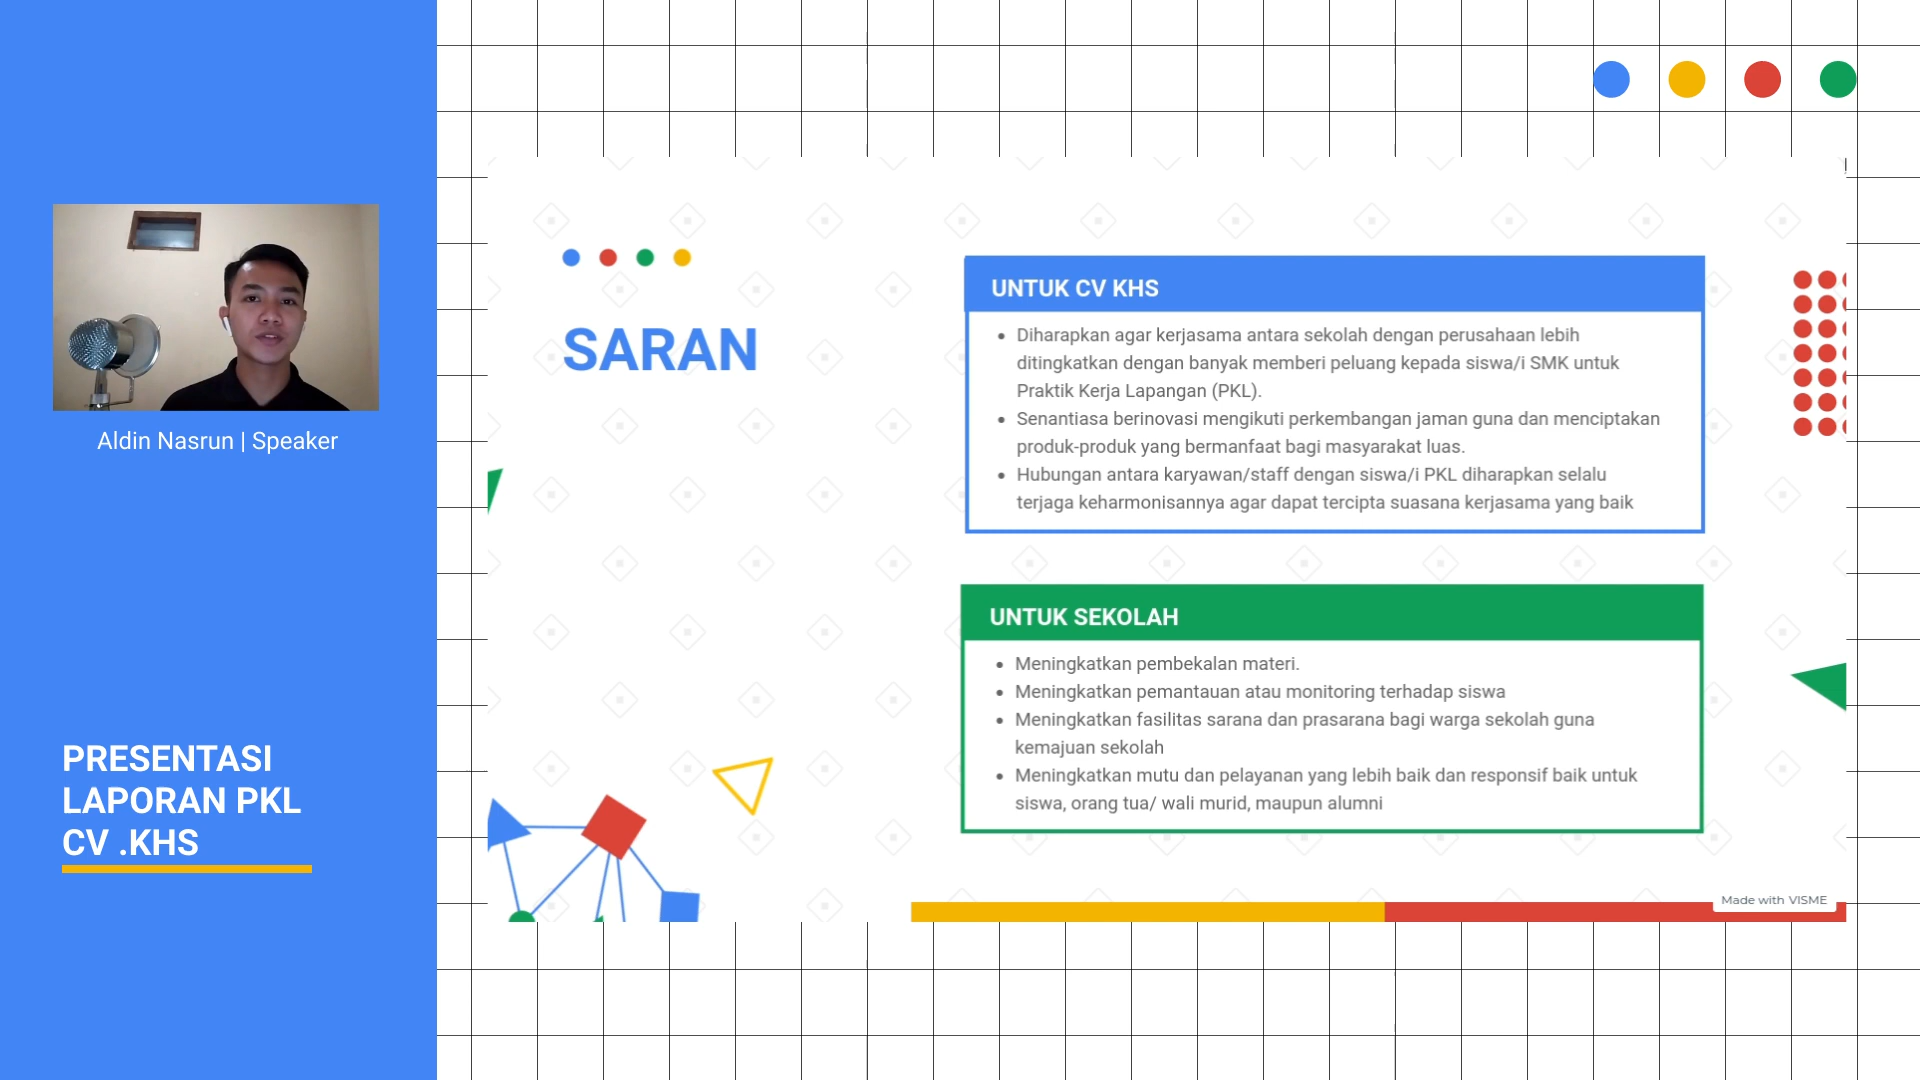 Aldin Nasrun | Speaker
PRESENTASI
LAPORAN PKL
CV .KHS
SARAN
UNTUK CV KHS
• Diharapkan agar kerjasama antara sekolah dengan perusahaan lebih
ditingkatkan dengan banyak memberi peluang kepada siswa/i SMK untuk
Praktik Kerja Lapangan (PKL).
• Senantiasa berinovasi mengikuti perkembangan jaman guna dan menciptakan
produk-produk yang bermanfaat bagi masyarakat luas.
• Hubungan antara karyawan/staff dengan siswa/i PKL diharapkan selalu
terjaga keharmonisannya agar dapat tercipta suasana kerjasama yang baik
UNTUK SEKOLAH
• Meningkatkan pembekalan materi.
• Meningkatkan pemantauan atau monitoring terhadap siswa
• Meningkatkan fasilitas sarana dan prasarana bagi warga sekolah guna
kemajuan sekolah
• Meningkatkan mutu dan pelayanan yang lebih baik dan responsif baik untuk
siswa, orang tua/ wali murid, maupun alumni
Made with VISME